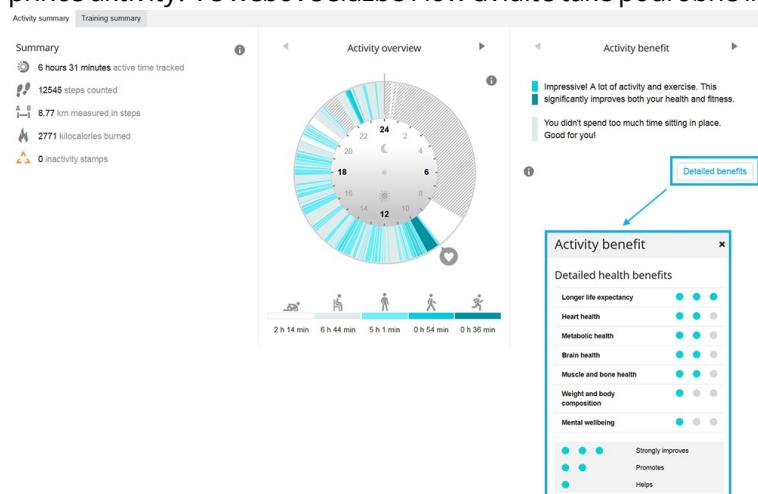 Activity summary Training summary
Summary
6 hours 31 minutes active time tracked
12545 steps counted
A B
8.77 km measured in steps
2771 kilocalories burned
0 inactivity stamps
Activity overview
24
22 2
20 4
18 6
16 8
14 10
12
2 h 14 min 6 h 44 min 5 h 1 min 0 h 54 min 0 h 36 min
Activity benefit
Impressive! A lot of activity and exercise. This
significantly improves both your health and fitness.
You didn't spend too much time sitting in place.
Good for you!
Detailed benefits
Activity benefit ×
Detailed health benefits
Longer life expectancy
Heart health
Metabolic health
Brain health
Muscle and bone health
Weight and body
composition
Mental wellbeing
Strongly improves
Promotes
Helps